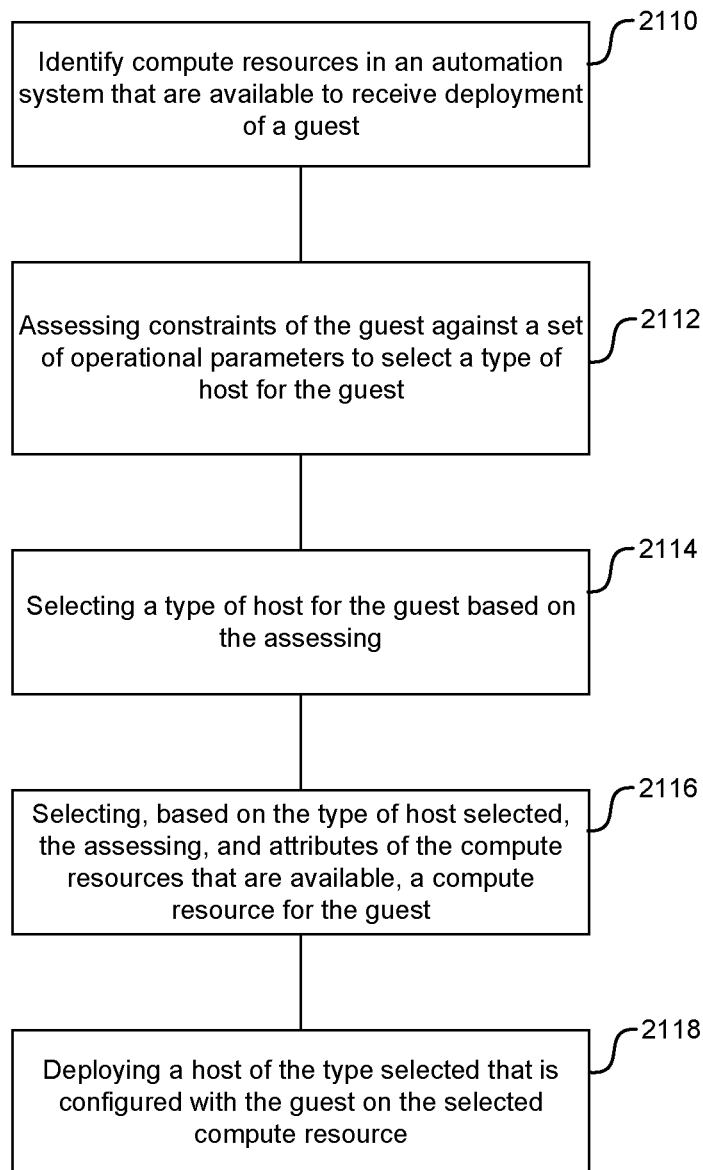 2110
Identify compute resources in an automation
system that are available to receive deployment
of a guest
2112
Assessing constraints of the guest against a set
of operational parameters to select a type of
host for the guest
2114
Selecting a type of host for the guest based on
the assessing
2116
Selecting, based on the type of host selected,
the assessing, and attributes of the compute
resources that are available, a compute
resource for the guest
2118
Deploying a host of the type selected that is
configured with the guest on the selected
compute resource